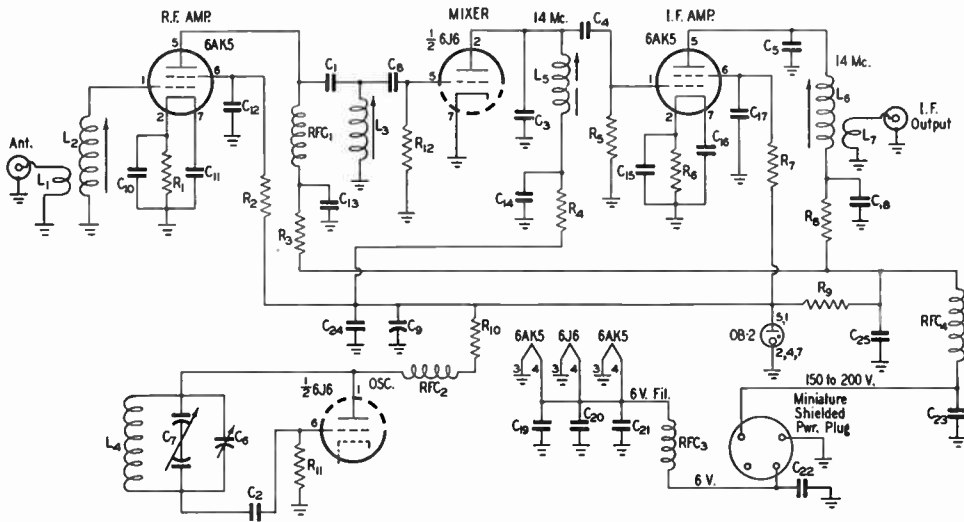 R.F. AMP.
6AK5
5
1
6
2
7
L2
Ant.
L1
C10
R1
C11
C12
R2
RFC1
C13
R3
C1
L3
C8
R12
MIXER
½ 6J6
2
5
7
14 Mc.
C4
L5
C3
C14
R4
R5
I.F. AMP.
6AK5
5
1
6
2
7
C15
R6
C16
C17
R7
C5
14 Mc.
L6
L7
I.F.
Output
C18
R8
R9
RFC4
C24
C9
R10
RFC2
OB-2
5,1
2,4,7
C25
C23
L4
C7
C6
C2
½ 6J6
OSC.
1
6
R11
6AK5
6J6
6AK5
3
4
3
4
3
4
6V. Fil.
C19
C20
C21
RFC3
6 V.
150 to 200 V.
Miniature
Shielded
Pwr. Plug
C22